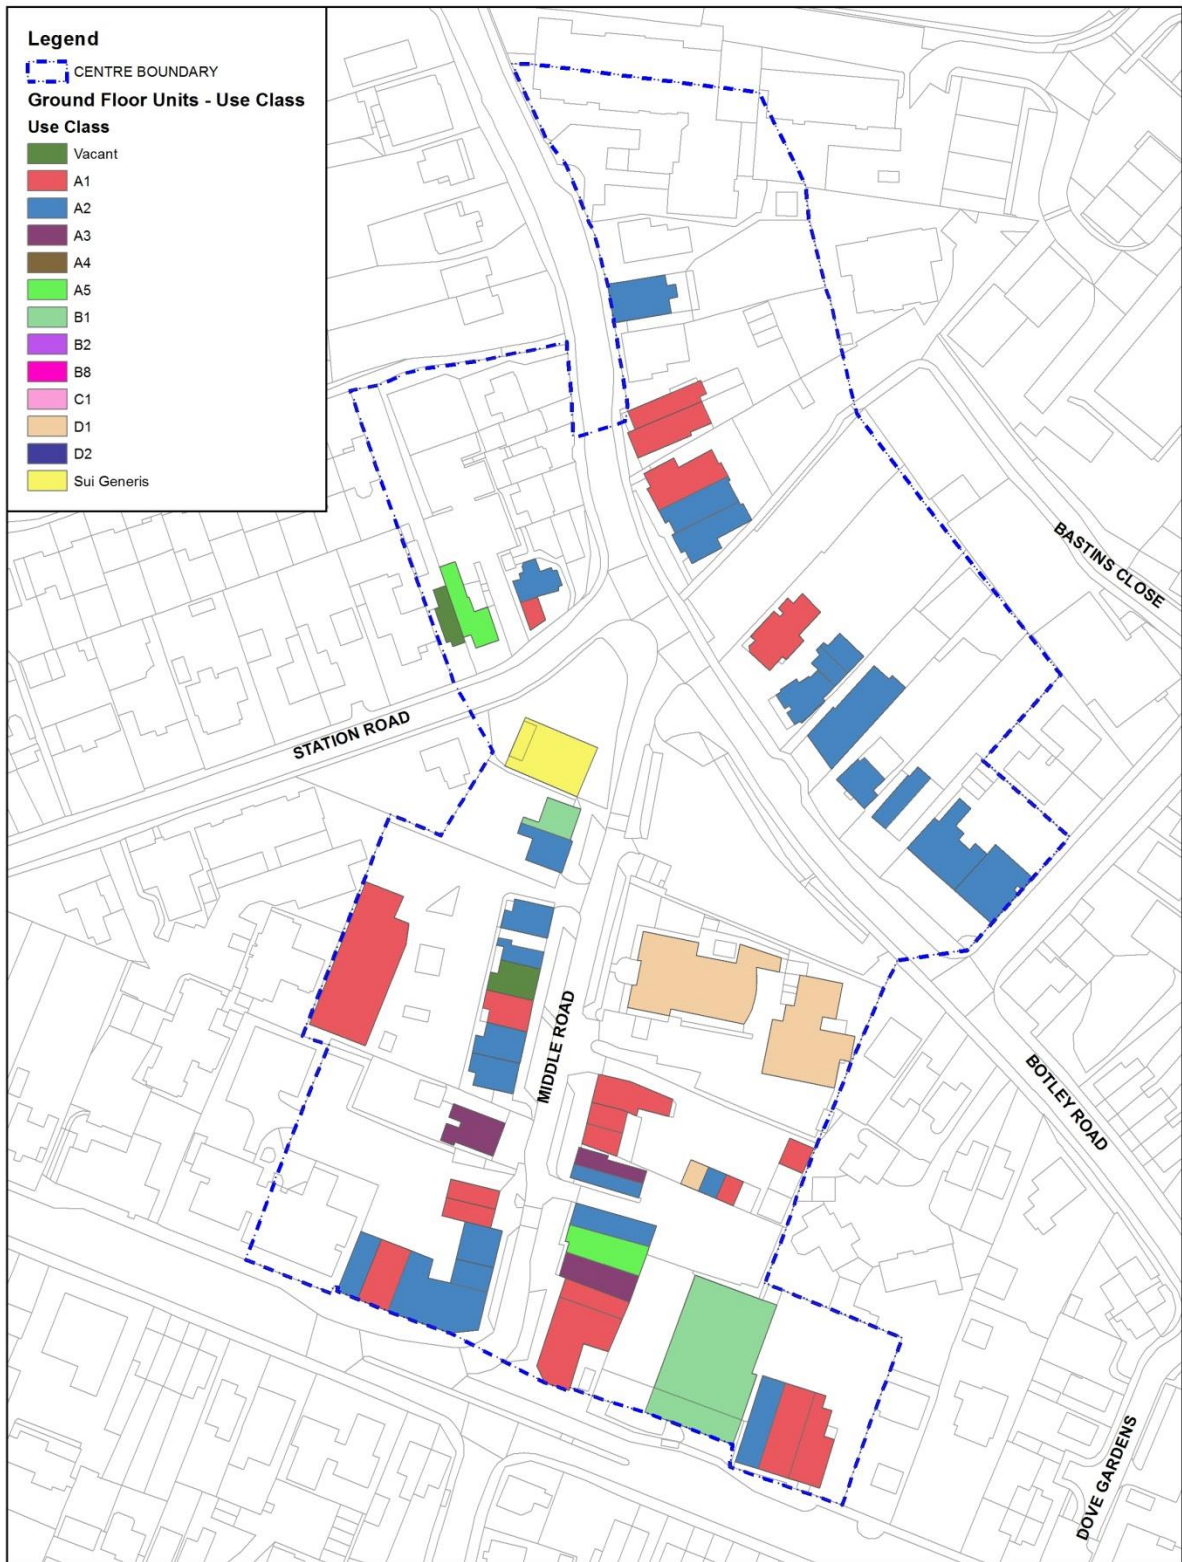 Legend
CENTRE BOUNDARY
Ground Floor Units - Use Class
Use Class
Vacant
A1
A2
A3
A4
A5
B1
B2
B8
C1
D1
D2
Sui Generis
BASTINS CLOSE
STATION ROAD
MIDDLE ROAD
BOTLEY ROAD
DOVE GARDENS